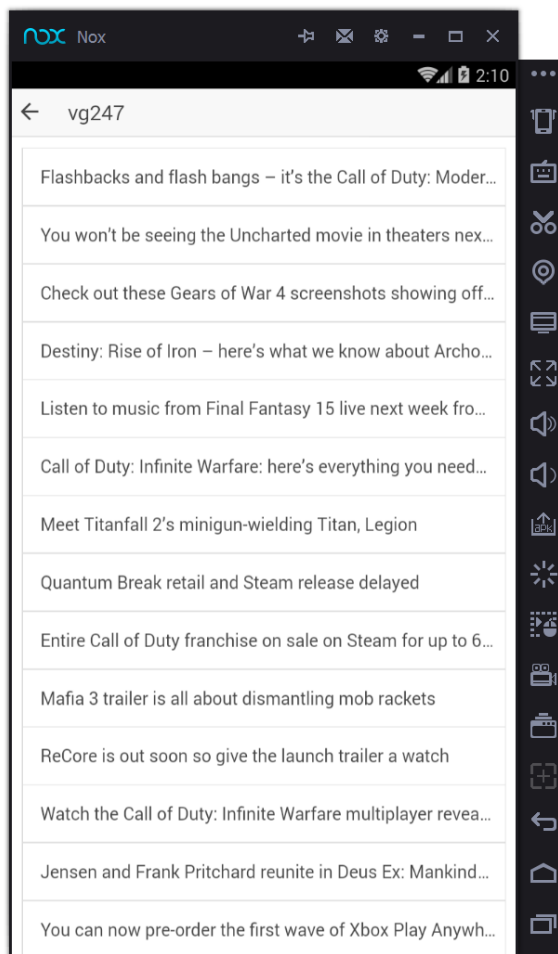 nox Nox
2:10
vg247
Flashbacks and flash bangs – it's the Call of Duty: Moder...
You won't be seeing the Uncharted movie in theaters nex...
Check out these Gears of War 4 screenshots showing off...
Destiny: Rise of Iron – here's what we know about Archo...
Listen to music from Final Fantasy 15 live next week fro...
Call of Duty: Infinite Warfare: here's everything you need...
Meet Titanfall 2's minigun-wielding Titan, Legion
Quantum Break retail and Steam release delayed
Entire Call of Duty franchise on sale on Steam for up to 6...
Mafia 3 trailer is all about dismantling mob rackets
ReCore is out soon so give the launch trailer a watch
Watch the Call of Duty: Infinite Warfare multiplayer revea...
Jensen and Frank Pritchard reunite in Deus Ex: Mankind...
You can now pre-order the first wave of Xbox Play Anywh...
apk